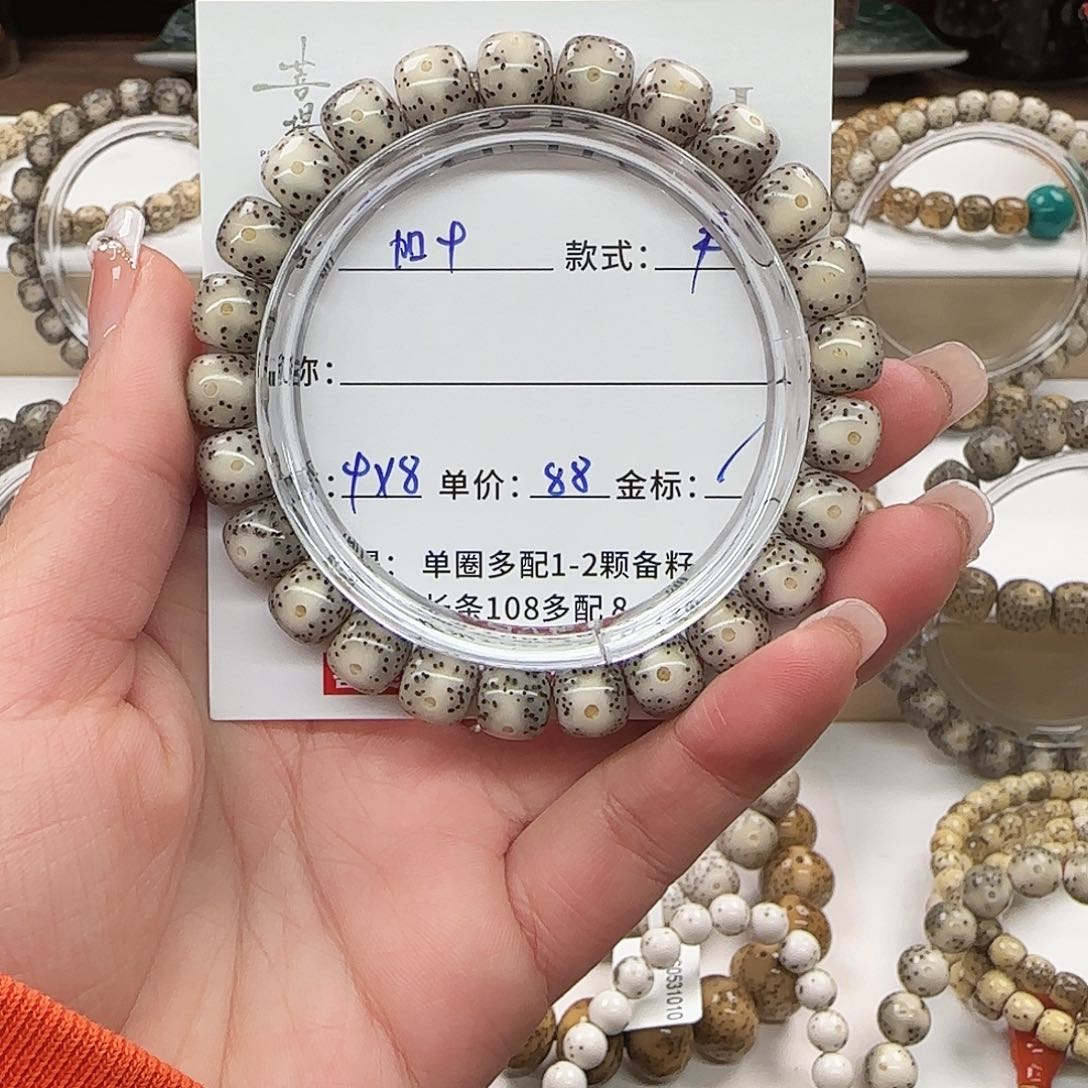 菩提
加 款式：
你：
：9X8 单价：88 金标：/
：单圈多配1-2颗备籽
长条108多配8
S0531010